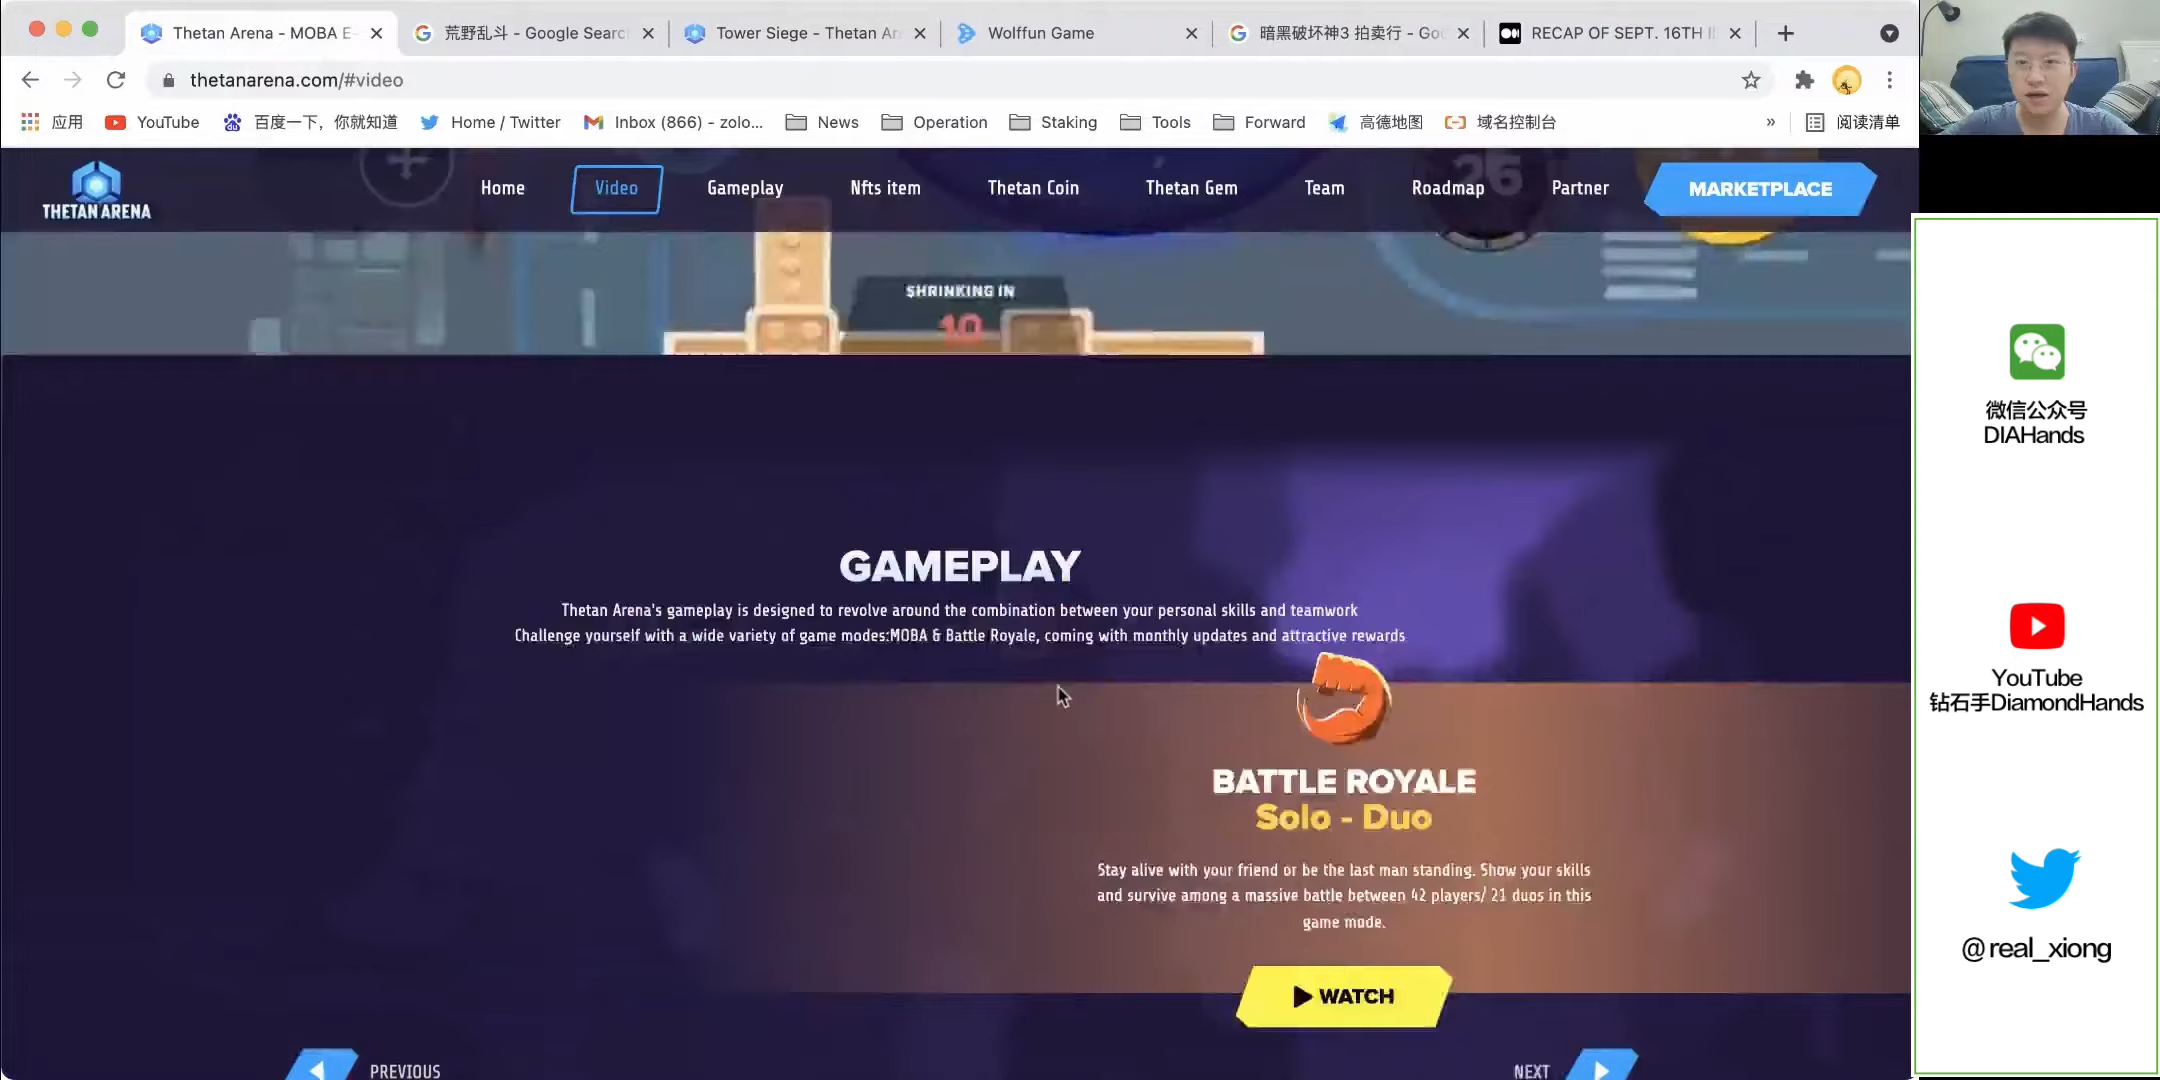 Thetan Arena - MOBA E-
荒野乱斗 - Google Searc
Tower Siege - Thetan Ar
Wolffun Game
暗黑破坏神3 拍卖行 - Go
RECAP OF SEPT. 16TH
thetanarena.com/#video
应用
YouTube
百度一下，你就知道
Home / Twitter
Inbox (866) - zolo...
News
Operation
Staking
Tools
Forward
高德地图
域名控制台
»
阅读清单
THETAN ARENA
Home
Video
Gameplay
Nfts item
Thetan Coin
Thetan Gem
Team
Roadmap
Partner
MARKETPLACE
26
SHRINKING IN
10
GAMEPLAY
Thetan Arena's gameplay is designed to revolve around the combination between your personal skills and teamwork
Challenge yourself with a wide variety of game modes:MOBA & Battle Royale, coming with monthly updates and attractive rewards
BATTLE ROYALE
Solo - Duo
Stay alive with your friend or be the last man standing. Show your skills
and survive among a massive battle between 42 players/ 21 duos in this
game mode.
WATCH
PREVIOUS
NEXT
微信公众号
DIAHands
YouTube
钻石手DiamondHands
@real_xiong